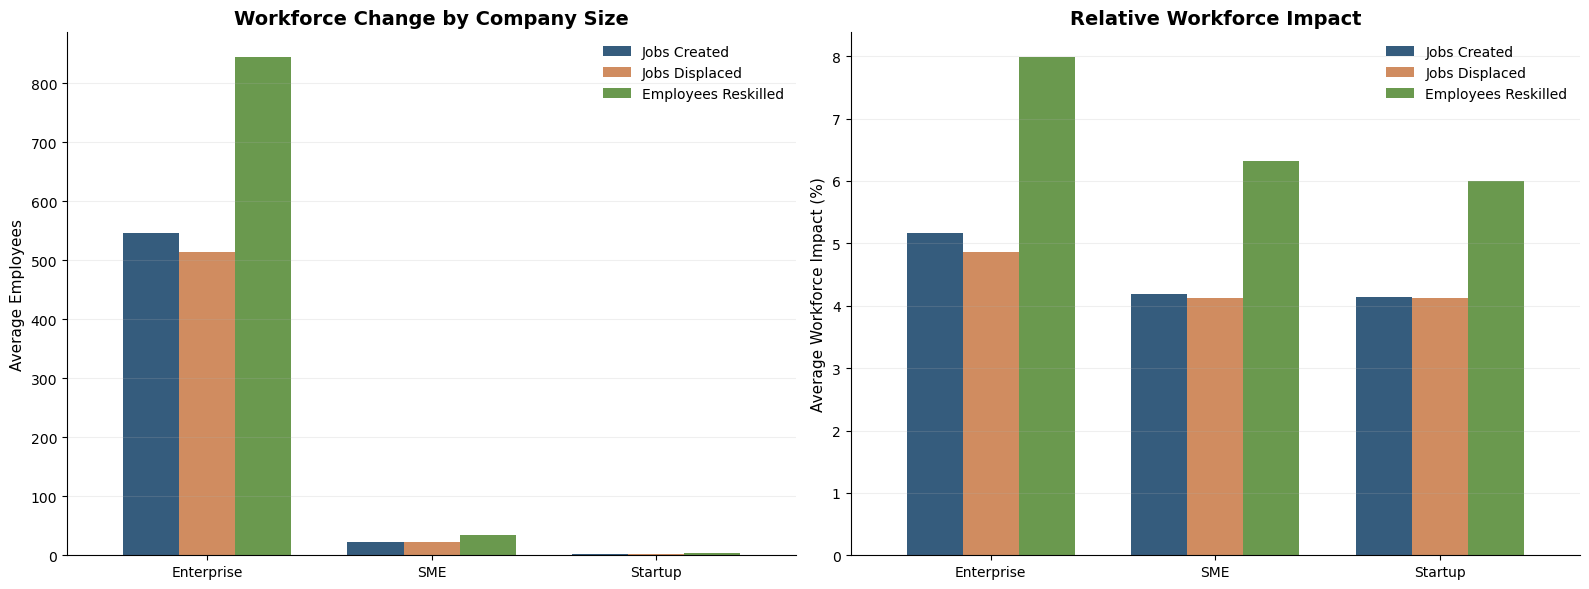 Workforce Change by Company Size
Jobs Created
Jobs Displaced
Employees Reskilled
Average Employees
800
700
600
500
400
300
200
100
0
Enterprise
SME
Startup
Relative Workforce Impact
Jobs Created
Jobs Displaced
Employees Reskilled
Average Workforce Impact (%)
8
7
6
5
4
3
2
1
0
Enterprise
SME
Startup